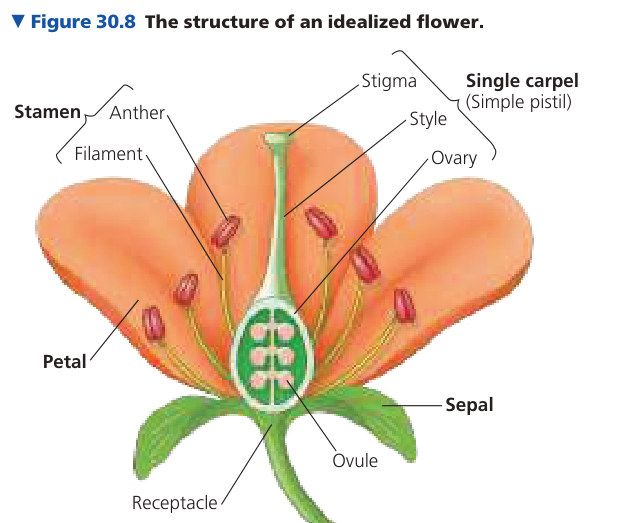 ▼ Figure 30.8 The structure of an idealized flower.
Stamen
Anther
Filament
Stigma
Style
Ovary
Single carpel
(Simple pistil)
Petal
Sepal
Ovule
Receptacle